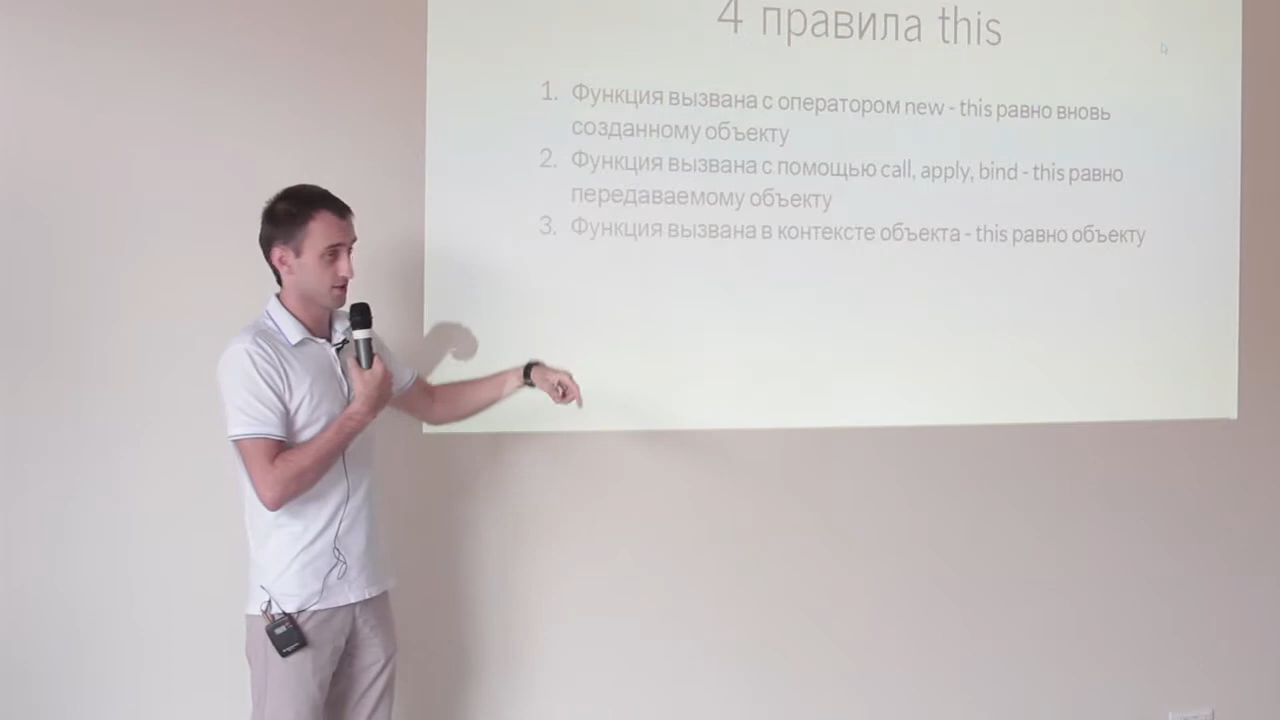 4 правила this
1. Функция вызвана с оператором new - this равно вновь
созданному объекту
2. Функция вызвана с помощью call, apply, bind - this равно
передаваемому объекту
3. Функция вызвана в контексте объекта - this равно объекту